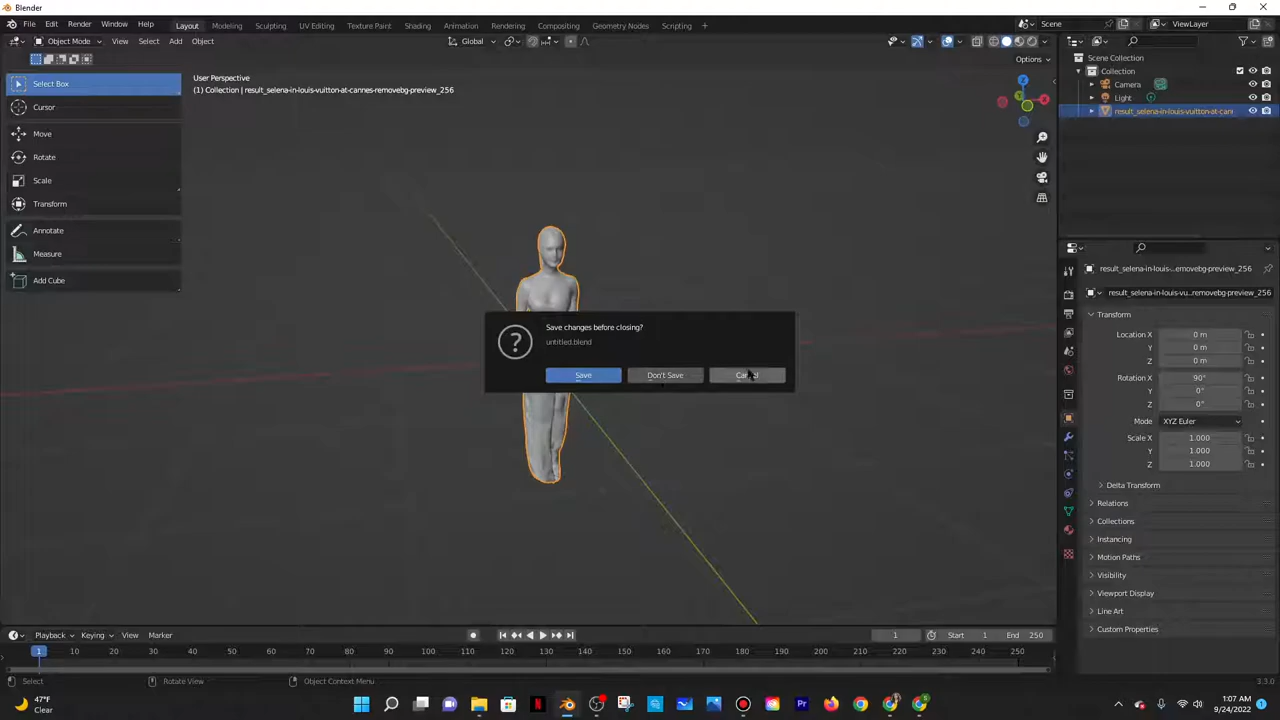 Blender
File Edit Render Window Help Layout Modeling Sculpting UV Editing Texture Paint Shading Animation Rendering Compositing Geometry Nodes Scripting Scene ViewLayer
Object Mode View Select Add Object Global
Options
Select Box
Cursor
Move
Rotate
Scale
Transform
Annotate
Measure
Add Cube
User Perspective
(1) Collection | result_selena-in-louis-vuitton-at-cannes-removebg-preview_256
X
Y
Z
Save changes before closing?
untitled.blend
Save Don't Save
Scene Collection
Collection
Camera
Light
result_selena-in-louis-vuitton-at-cann
result_selena-in-louis-...emovebg-preview_256
result_selena-in-louis-vu...removebg-preview_256
Transform
Location X 0 m
Y 0 m
Z 0 m
Rotation X 90°
Y 0°
Z 0°
Mode XYZ Euler
Scale X 1.000
Y 1.000
Z 1.000
Delta Transform
Relations
Collections
Instancing
Motion Paths
Visibility
Viewport Display
Line Art
Custom Properties
Playback Keying View Marker 1 Start 1 End 250
1 10 20 30 40 50 60 70 80 90 100 110 120 130 140 150 160 170 180 190 200 210 220 230 240 250
Select Rotate View Object Context Menu 3.3.0
47°F
Clear
1:07 AM
9/24/2022